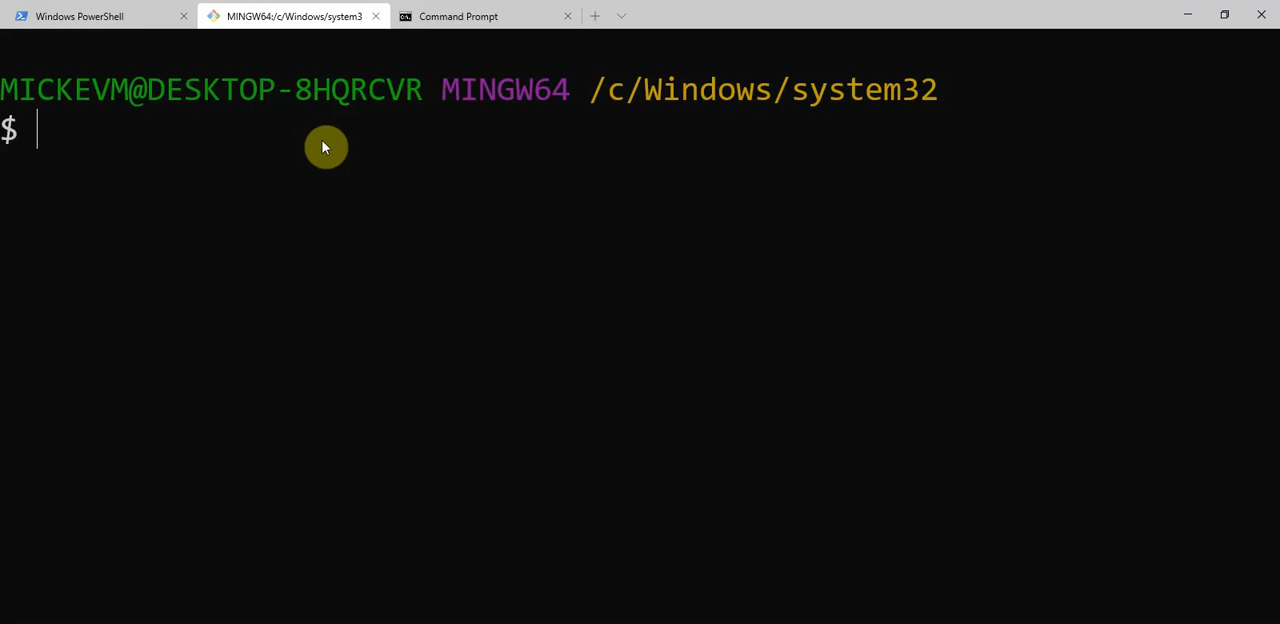 Windows PowerShell MINGW64:/c/Windows/system3 Command Prompt
MICKEVM@DESKTOP-8HQRCVR MINGW64 /c/Windows/system32
$